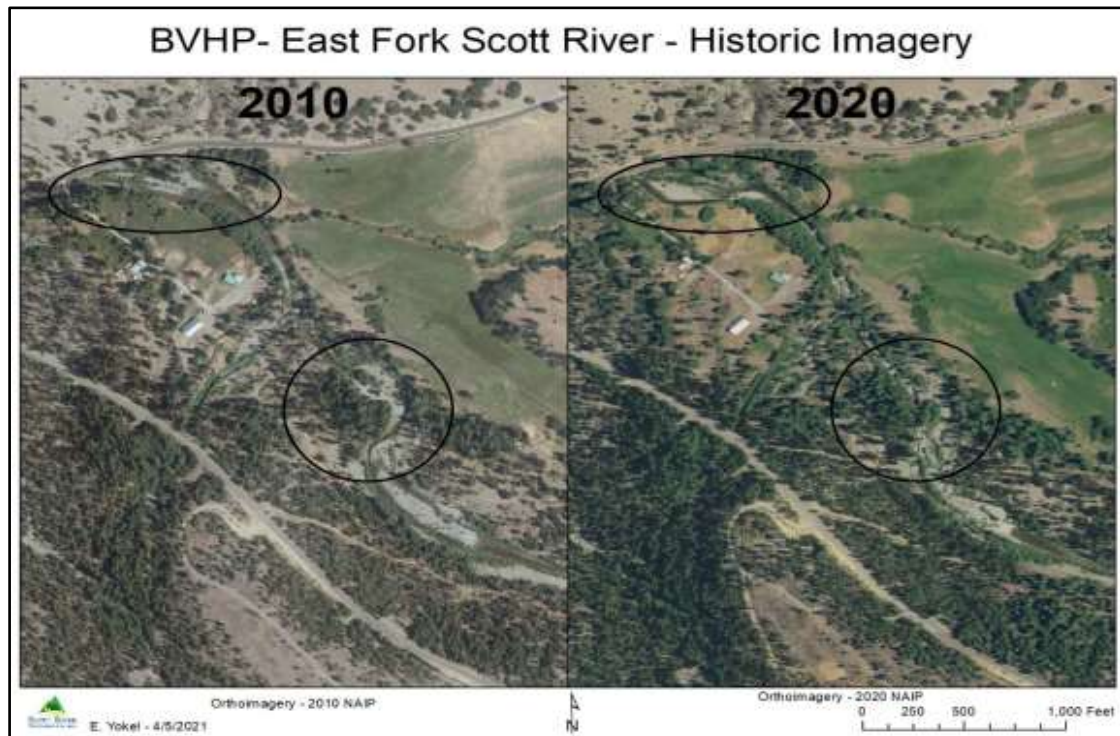 BVHP- East Fork Scott River - Historic Imagery
2010
2020
Orthoimagery - 2010 NAIP
Orthoimagery - 2020 NAIP
E. Yokel - 4/5/2021
N
0 250 500 1,000 Feet